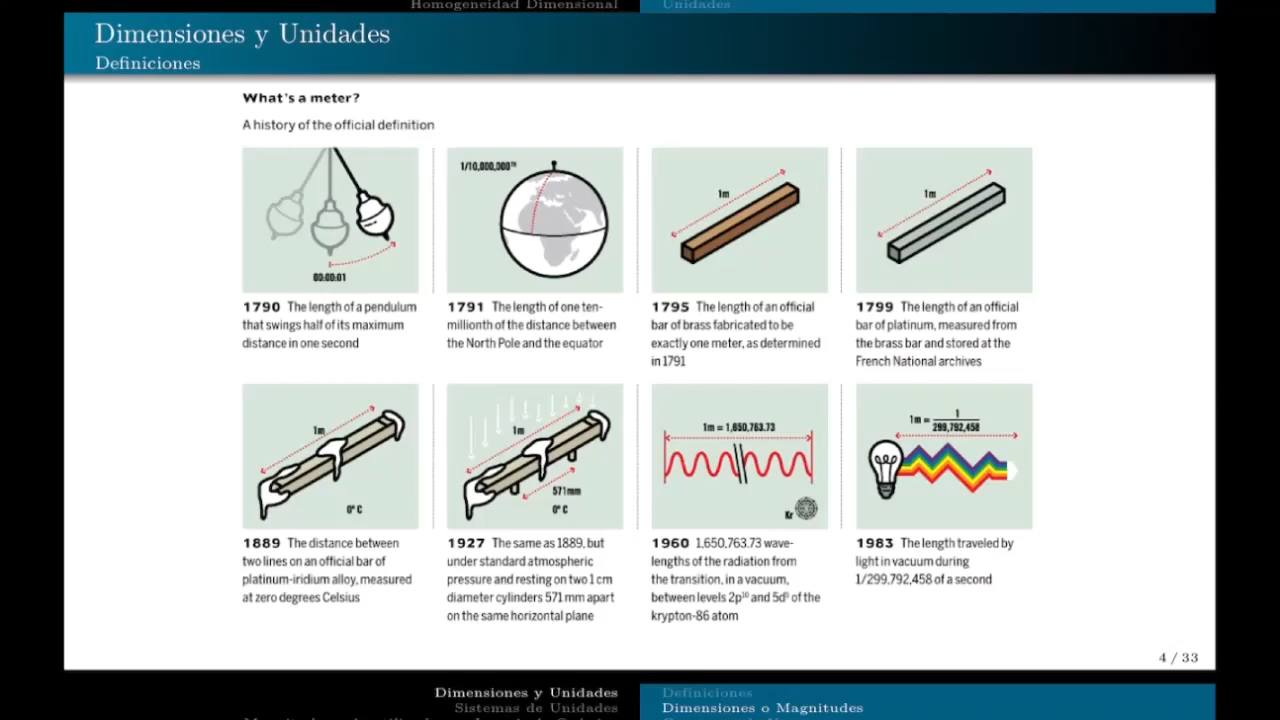 Homogeneidad Dimensional
Unidades
Dimensiones y Unidades
Definiciones
What's a meter?
A history of the official definition
00:00:01
1790 The length of a pendulum
that swings half of its maximum
distance in one second
1/10,000,000TH
1791 The length of one ten-
millionth of the distance between
the North Pole and the equator
1m
1795 The length of an official
bar of brass fabricated to be
exactly one meter, as determined
in 1791
1m
1799 The length of an official
bar of platinum, measured from
the brass bar and stored at the
French National archives
1m
0° C
1889 The distance between
two lines on an official bar of
platinum-iridium alloy, measured
at zero degrees Celsius
1m
571mm
0° C
1927 The same as 1889, but
under standard atmospheric
pressure and resting on two 1 cm
diameter cylinders 571 mm apart
on the same horizontal plane
1m = 1,650,763.73
Kr
1960 1,650,763.73 wave-
lengths of the radiation from
the transition, in a vacuum,
between levels 2p¹⁰ and 5d⁵ of the
krypton-86 atom
1m = 1
299,792,458
1983 The length traveled by
light in vacuum during
1/299,792,458 of a second
4 / 33
Dimensiones y Unidades
Sistemas de Unidades
Definiciones
Dimensiones o Magnitudes